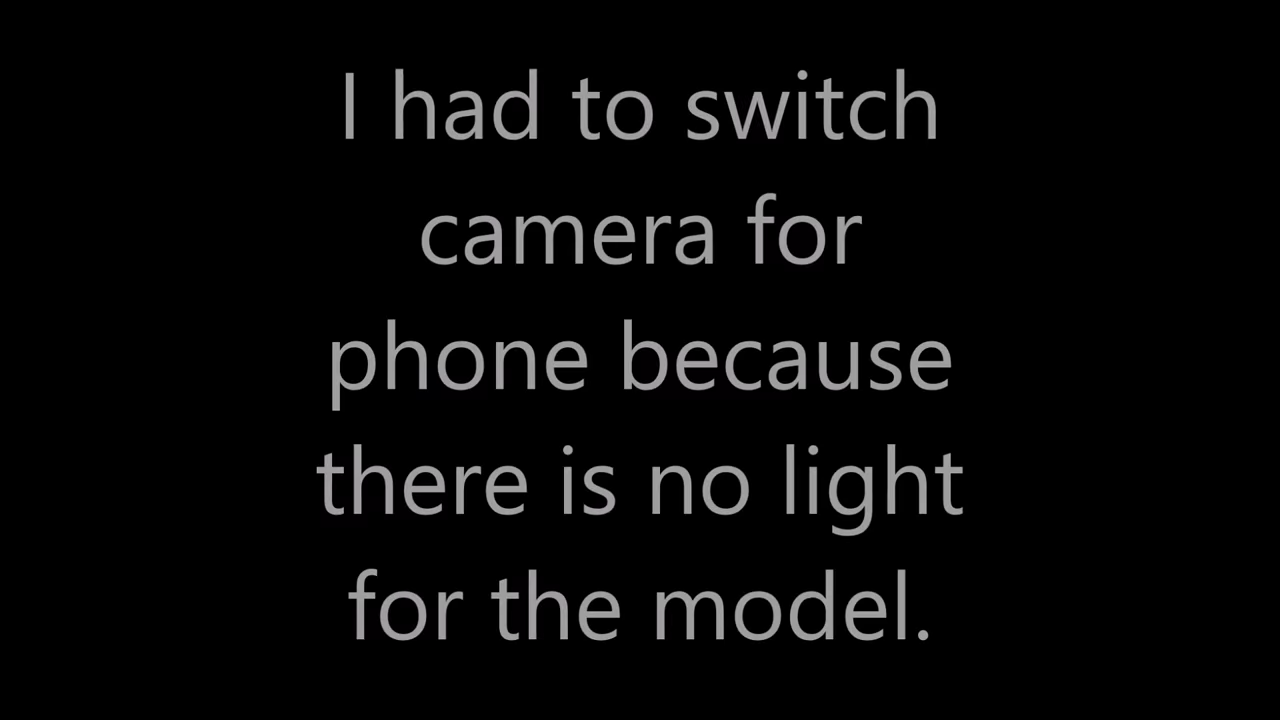 I had to switch
camera for
phone because
there is no light
for the model.